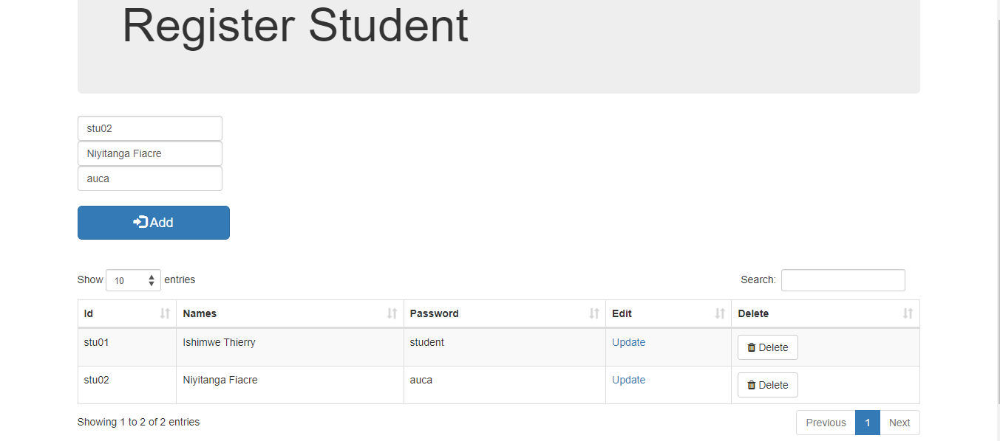 Register Student
stu02
Niyitanga Fiacre
auca
Add
Show 10 entries Search:
Id Names Password Edit Delete
stu01 Ishimwe Thierry student Update Delete
stu02 Niyitanga Fiacre auca Update Delete
Showing 1 to 2 of 2 entries Previous 1 Next